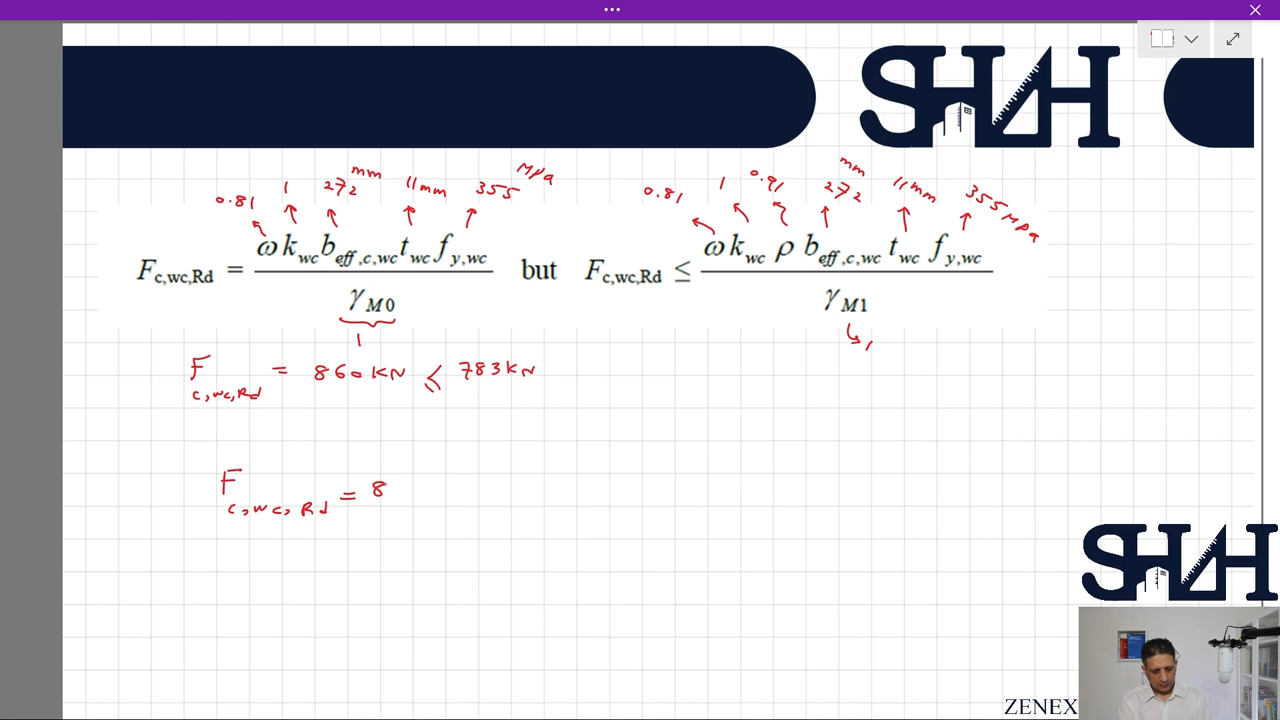 SHZH
0.81 1 272 mm 11mm 355 MPa 0.81 1 0.91 272 mm 11mm 355 MPa
F_c,wc,Rd = ω k_wc b_eff,c,wc t_wc f_y,wc / γ_M0 but F_c,wc,Rd ≤ ω k_wc ρ b_eff,c,wc t_wc f_y,wc / γ_M1
1 1
F_c,wc,Rd = 860 KN ≤ 783 KN
F_c,wc,Rd = 8
SHZH
ZENEX